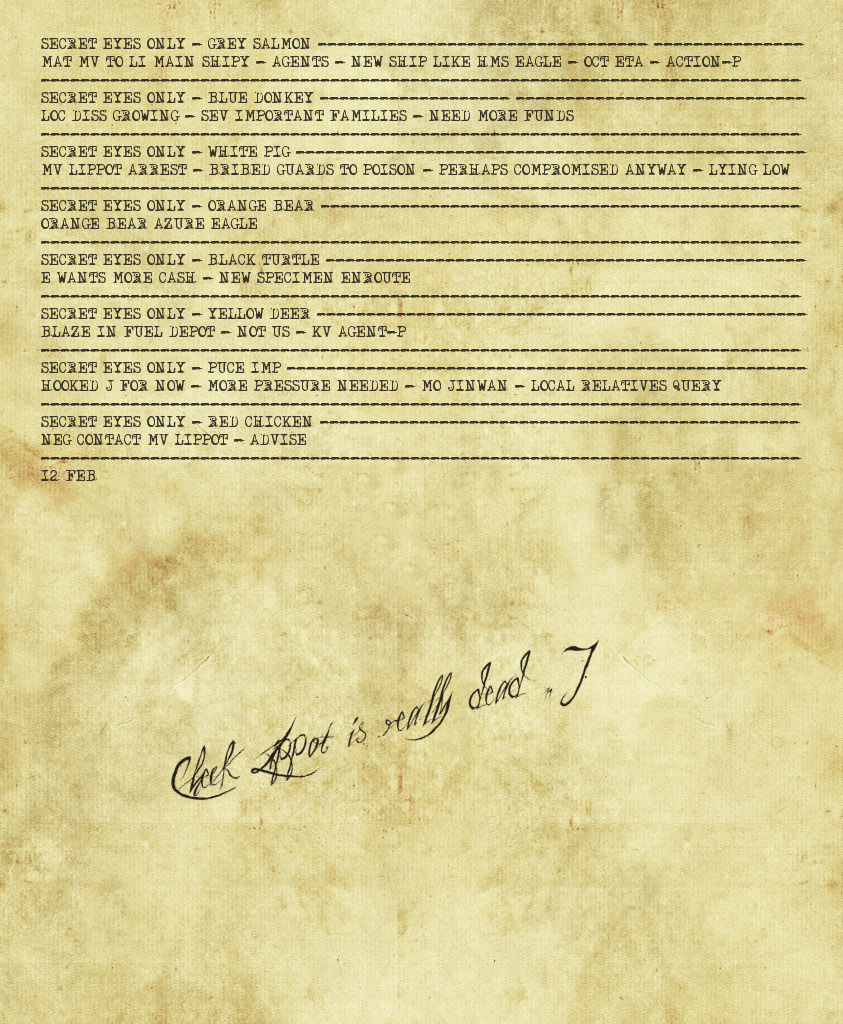 SECRET EYES ONLY - GREY SALMON ------------------------------------------------
MAT MV TO LI MAIN SHIPY - AGENTS - NEW SHIP LIKE HMS EAGLE - OCT ETA - ACTION-P
--------------------------------------------------------------------------------
SECRET EYES ONLY - BLUE DONKEY ------------------------------------------------
LOC DISS GROWING - SEV IMPORTANT FAMILIES - NEED MORE FUNDS
--------------------------------------------------------------------------------
SECRET EYES ONLY - WHITE PIG ---------------------------------------------------
MV LIPPOT ARREST - BRIBED GUARDS TO POISON - PERHAPS COMPROMISED ANYWAY - LYING LOW
--------------------------------------------------------------------------------
SECRET EYES ONLY - ORANGE BEAR ------------------------------------------------
ORANGE BEAR AZURE EAGLE
--------------------------------------------------------------------------------
SECRET EYES ONLY - BLACK TURTLE ------------------------------------------------
E WANTS MORE CASH - NEW SPECIMEN ENROUTE
--------------------------------------------------------------------------------
SECRET EYES ONLY - YELLOW DEER -------------------------------------------------
BLAZE IN FUEL DEPOT - NOT US - KV AGENT-P
--------------------------------------------------------------------------------
SECRET EYES ONLY - PUCE IMP ----------------------------------------------------
HOOKED J FOR NOW - MORE PRESSURE NEEDED - MO JINWAN - LOCAL RELATIVES QUERY
--------------------------------------------------------------------------------
SECRET EYES ONLY - RED CHICKEN ------------------------------------------------
NEG CONTACT MV LIPPOT - ADVISE
--------------------------------------------------------------------------------
12 FEB
is really dead